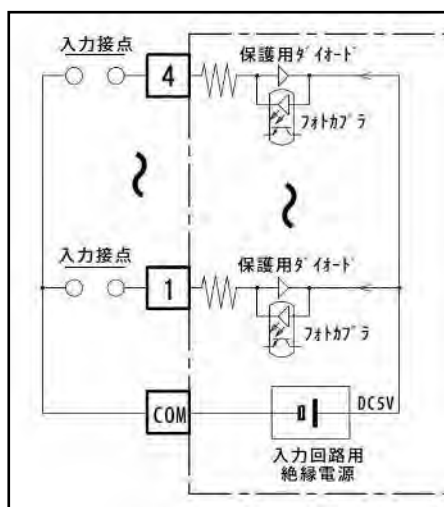 入力接点
4
保護用ダイオード
フォトカプラ
入力接点
1
保護用ダイオード
フォトカプラ
COM
DC5V
入力回路用
絶縁電源